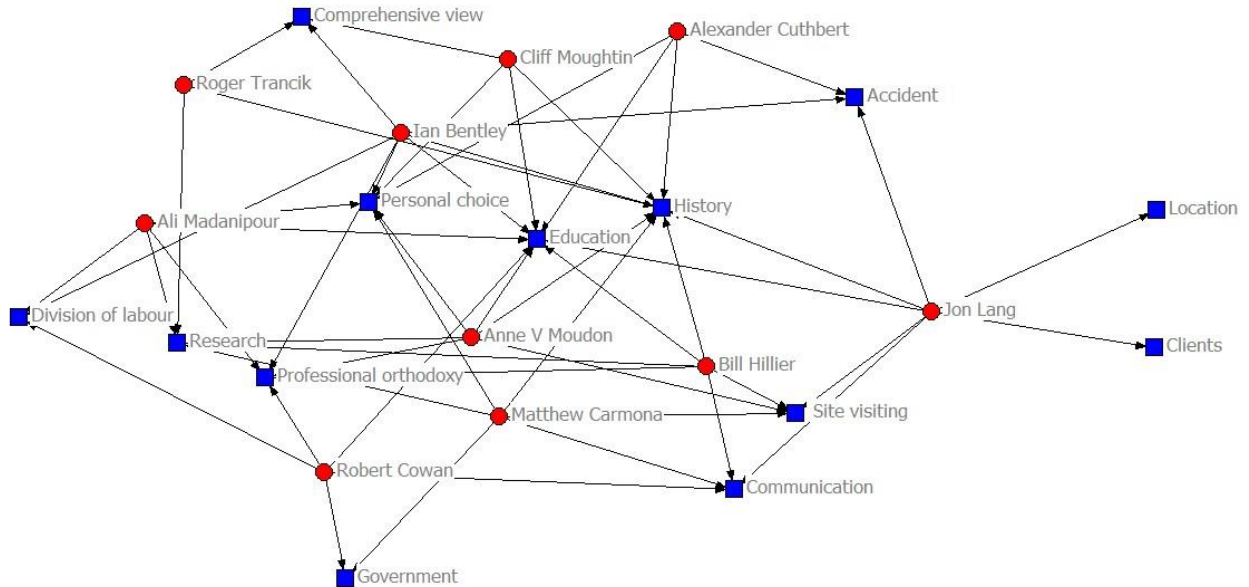 Comprehensive view
Alexander Cuthbert
Cliff Moughtin
Roger Trancik
Accident
Ian Bentley
Personal choice
History
Location
Ali Madanipour
Education
Division of labour
Jon Lang
Research
Anne V Moudon
Clients
Bill Hillier
Professional orthodoxy
Matthew Carmona
Site visiting
Robert Cowan
Communication
Government